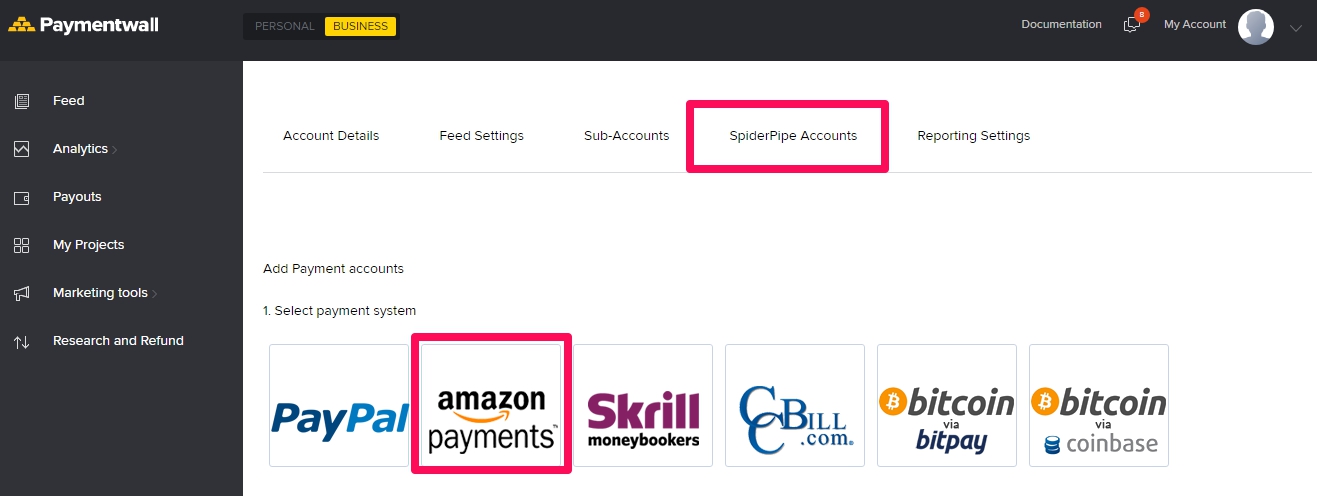 Paymentwall
PERSONAL BUSINESS
Documentation 8 My Account
Feed
Analytics
Payouts
My Projects
Marketing tools
Research and Refund
Account Details Feed Settings Sub-Accounts SpiderPipe Accounts Reporting Settings
Add Payment accounts
1. Select payment system
PayPal
amazon
payments™
Skrill
moneybookers
CCBILL
.com®
bitcoin
via
bitpay
bitcoin
via
coinbase